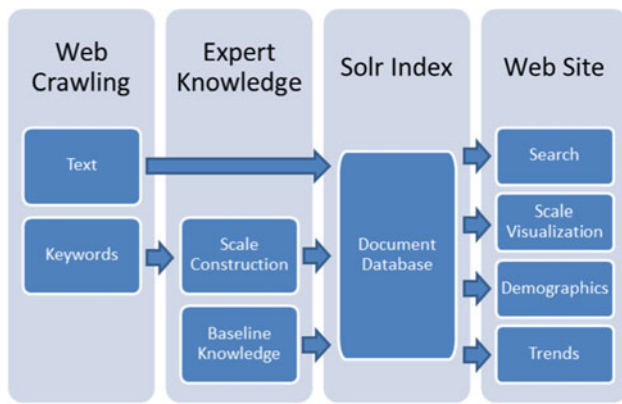 Web
Crawling
Expert
Knowledge
Solr Index
Web Site
Text
Keywords
Scale
Construction
Baseline
Knowledge
Document
Database
Search
Scale
Visualization
Demographics
Trends